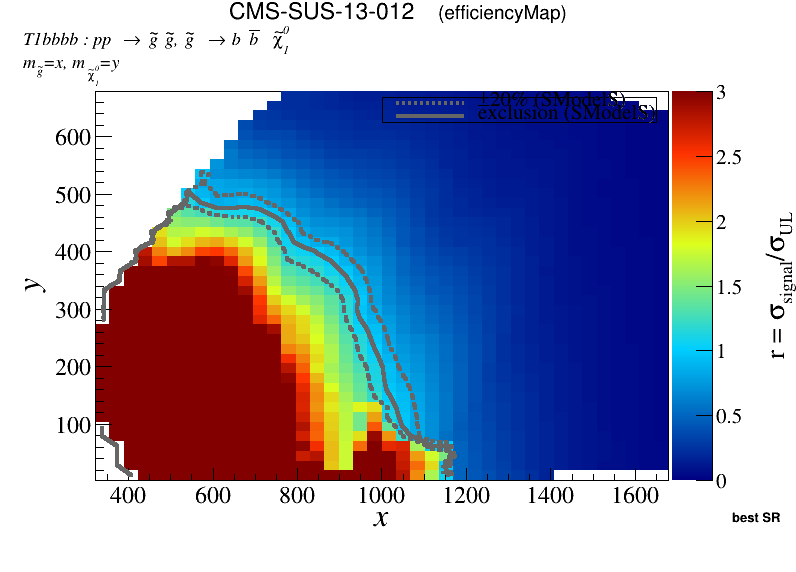 CMS-SUS-13-012 (efficiencyMap)
T1bbbb : pp → g̃ g̃, g̃ → b b̅ χ̃⁰₁
m_g̃=x, m_χ̃⁰₁=y
±20% (SModelS)
exclusion (SModelS)
600
500
400
300
200
100
y
400 600 800 1000 1200 1400 1600
x
3
2.5
2
1.5
1
0.5
0
r = σ_signal/σ_UL
best SR